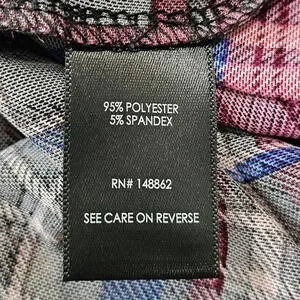 95% POLYESTER
5% SPANDEX
RN# 148862
SEE CARE ON REVERSE